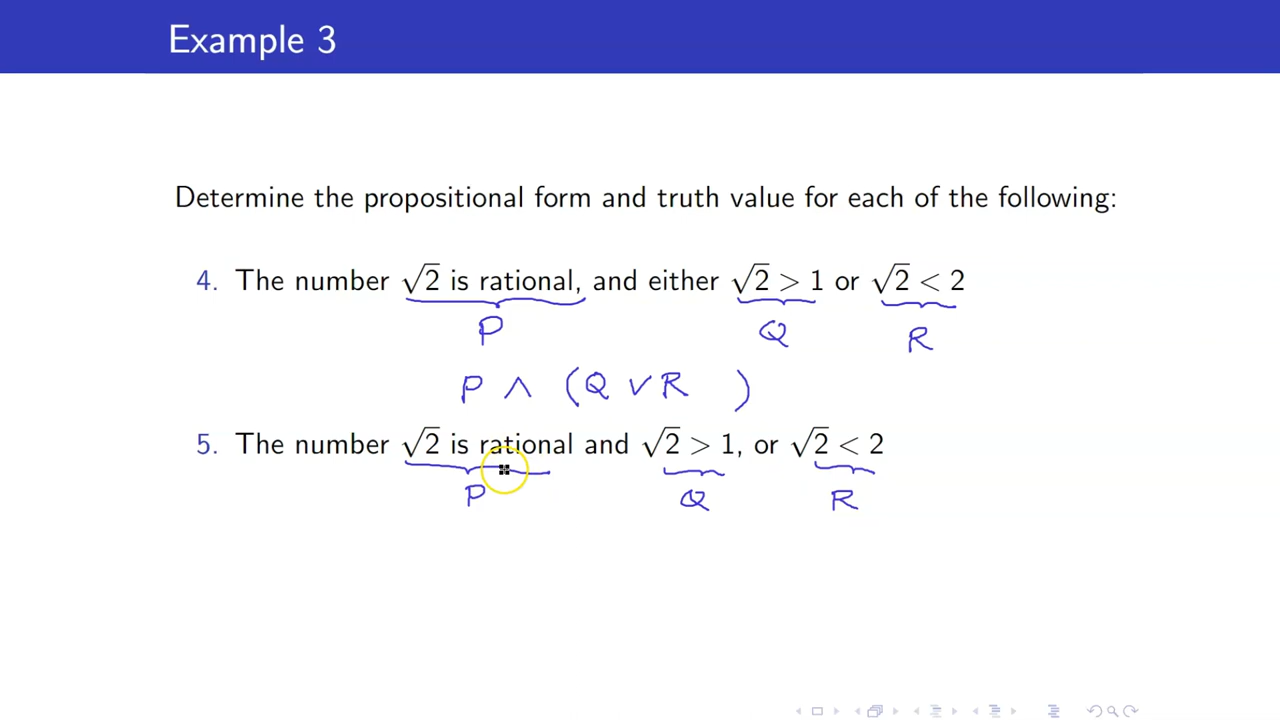 Example 3
Determine the propositional form and truth value for each of the following:
4. The number √2 is rational, and either √2 > 1 or √2 < 2
P Q R
P ∧ (Q ∨ R )
5. The number √2 is rational and √2 > 1, or √2 < 2
P Q R